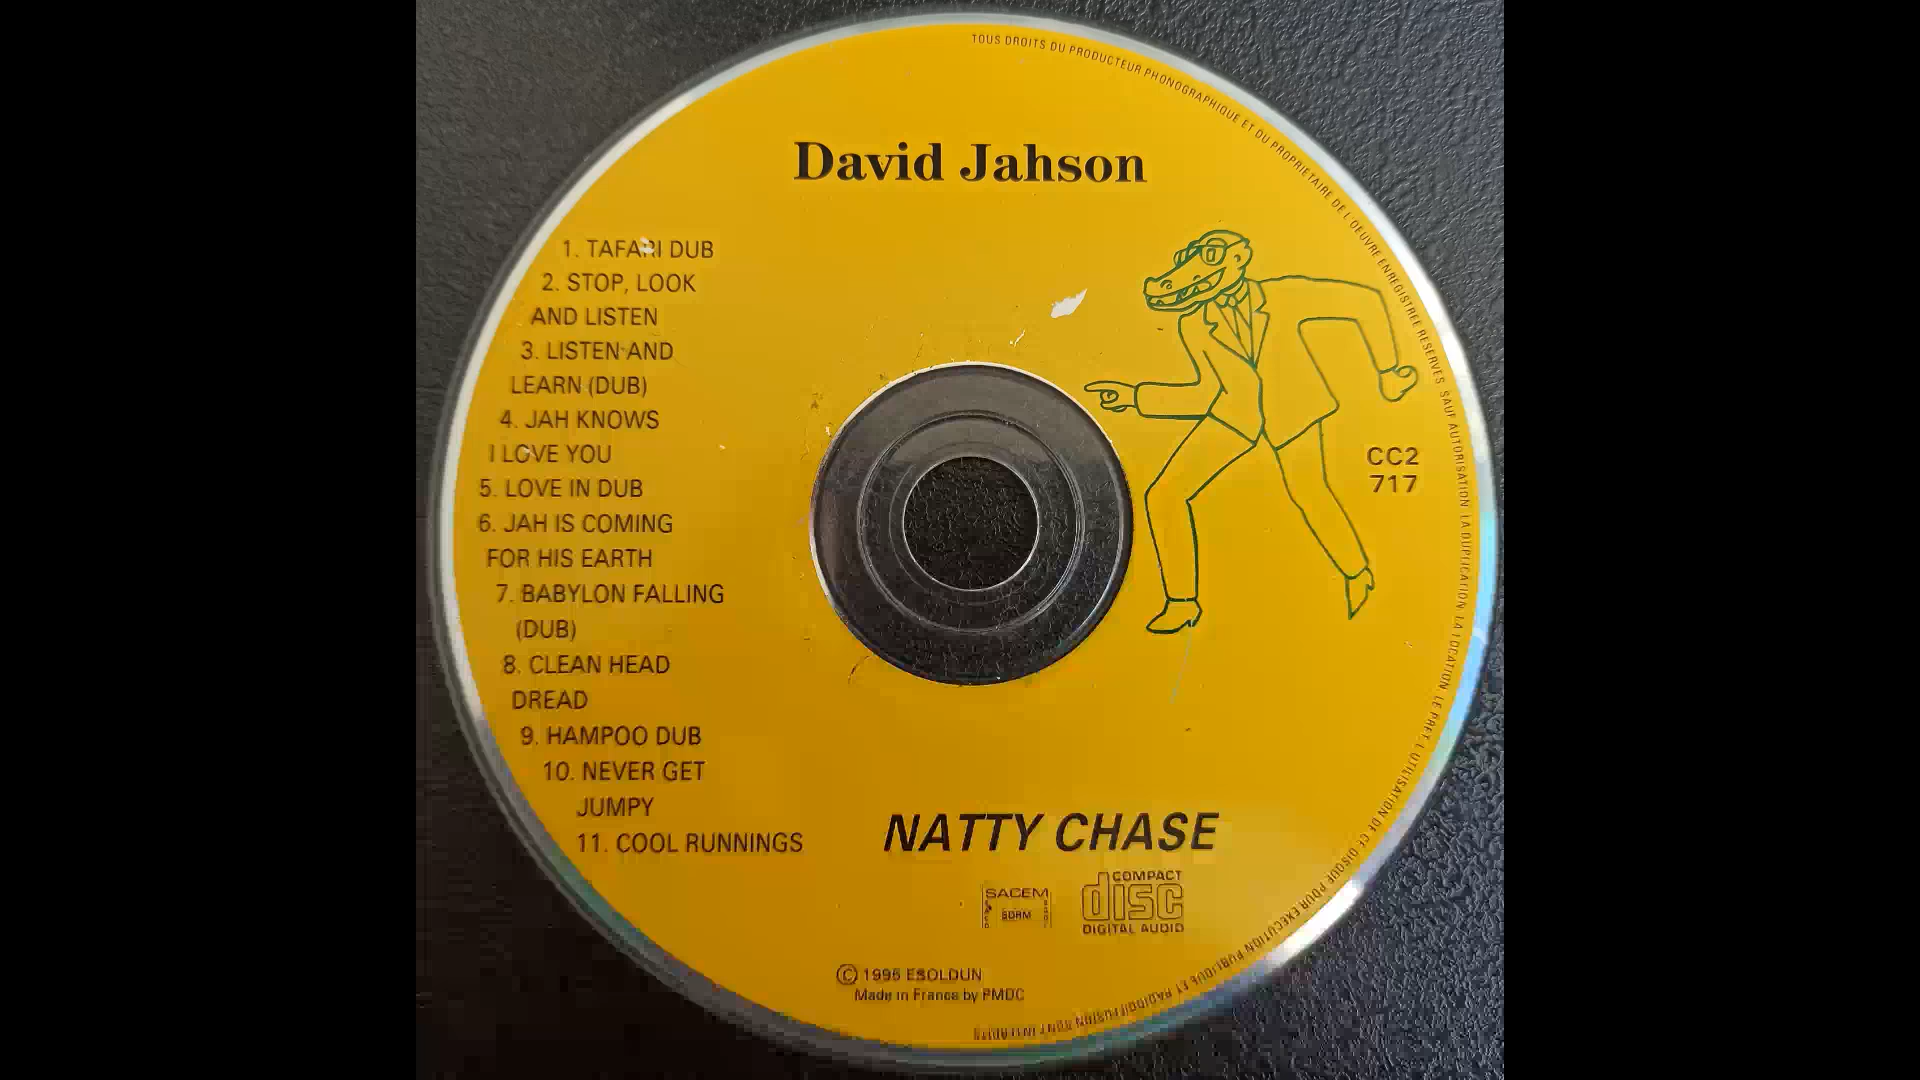 TOUS DROITS DU PRODUCTEUR PHONOGRAPHIQUE ET DU PROPRIETAIRE DE L'OEUVRE ENREGISTREE RESERVES SAUF AUTORISATION LA DUPLICATION LA LOCATION, LE PRET, L'UTILISATION DE CE DISQUE POUR EXECUTION PUBLIQUE ET RADIODIFFUSION SONT INTERDITS
David Jahson
1. TAFARI DUB
2. STOP, LOOK
AND LISTEN
3. LISTEN AND
LEARN (DUB)
4. JAH KNOWS
I LOVE YOU
5. LOVE IN DUB
6. JAH IS COMING
FOR HIS EARTH
7. BABYLON FALLING
(DUB)
8. CLEAN HEAD
DREAD
9. HAMPOO DUB
10. NEVER GET
JUMPY
11. COOL RUNNINGS
CC2
717
NATTY CHASE
SACEM
SDRM
COMPACT
disc
DIGITAL AUDIO
© 1995 ESOLDUN
Made in France by PMDC